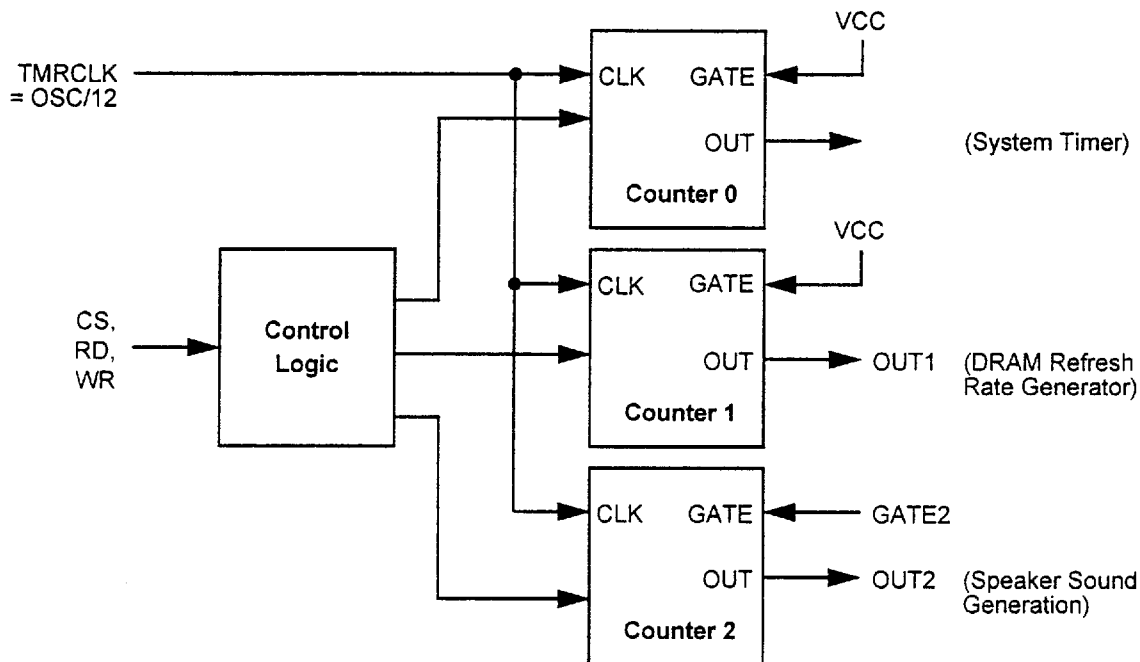 VCC
TMRCLK
= OSC/12
CLK GATE
OUT
(System Timer)
Counter 0
VCC
CLK GATE
CS,
RD,
WR
Control
Logic
OUT
OUT1
(DRAM Refresh
Rate Generator)
Counter 1
CLK GATE
GATE2
OUT
OUT2
(Speaker Sound
Generation)
Counter 2